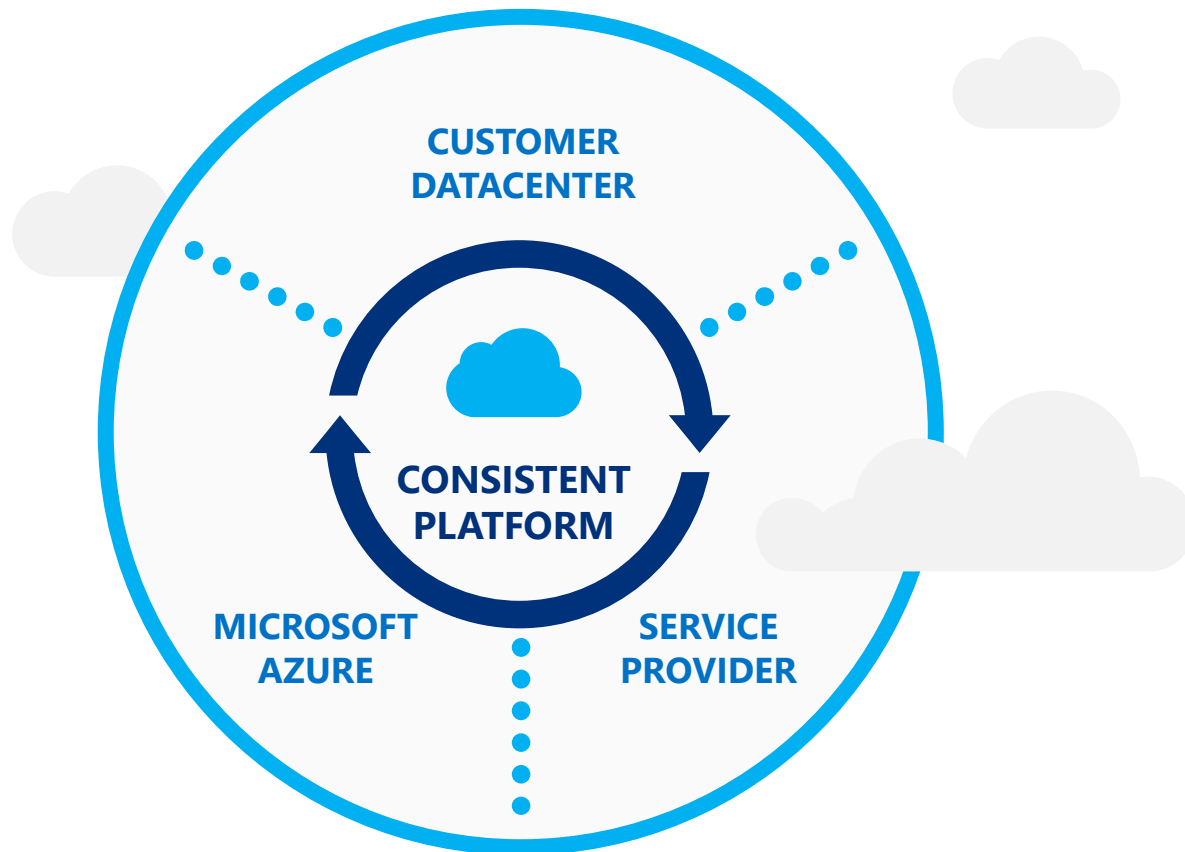 CUSTOMER
DATACENTER
CONSISTENT
PLATFORM
MICROSOFT
AZURE
SERVICE
PROVIDER